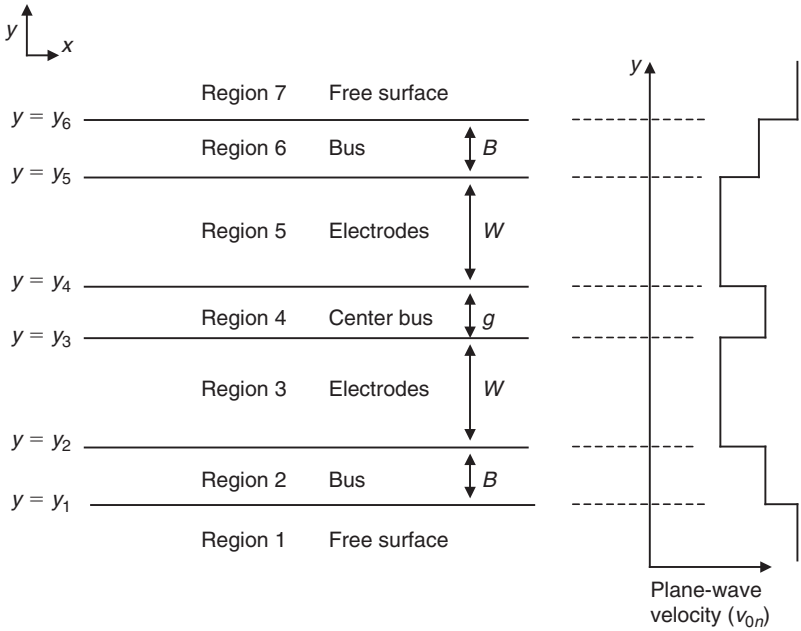 y
x
Region 7 Free surface
y = y6
Region 6 Bus B
y = y5
Region 5 Electrodes W
y = y4
Region 4 Center bus g
y = y3
Region 3 Electrodes W
y = y2
Region 2 Bus B
y = y1
Region 1 Free surface
y
Plane-wave
velocity (v0n)